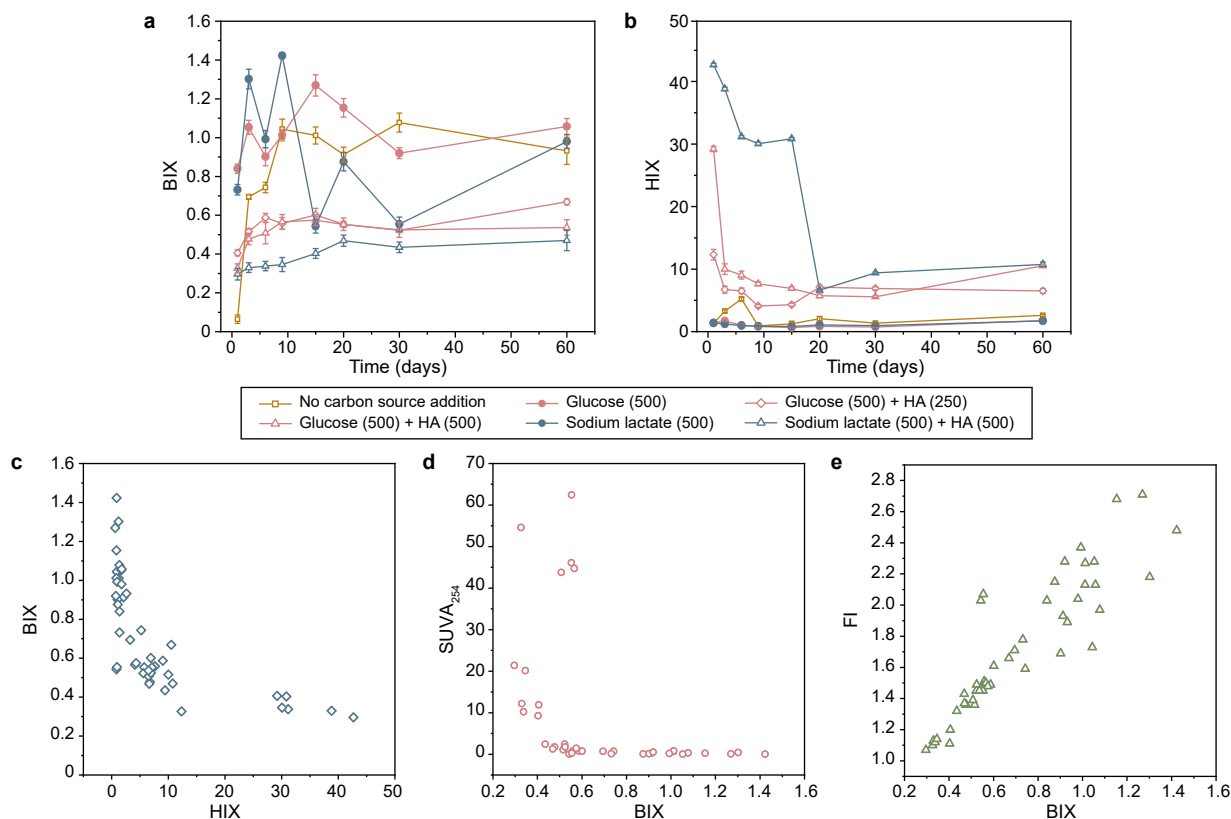 a
1.6
1.4
1.2
1.0
0.8
0.6
0.4
0.2
0
BIX
0 10 20 30 40 50 60
Time (days)
b
50
40
30
20
10
0
HIX
0 10 20 30 40 50 60
Time (days)
No carbon source addition Glucose (500) Glucose (500) + HA (250)
Glucose (500) + HA (500) Sodium lactate (500) Sodium lactate (500) + HA (500)
c
1.6
1.4
1.2
1.0
0.8
0.6
0.4
0.2
0
BIX
0 10 20 30 40 50
HIX
d
70
60
50
40
30
20
10
0
SUVA254
0.2 0.4 0.6 0.8 1.0 1.2 1.4 1.6
BIX
e
2.8
2.6
2.4
2.2
2.0
1.8
1.6
1.4
1.2
1.0
FI
0.2 0.4 0.6 0.8 1.0 1.2 1.4 1.6
BIX